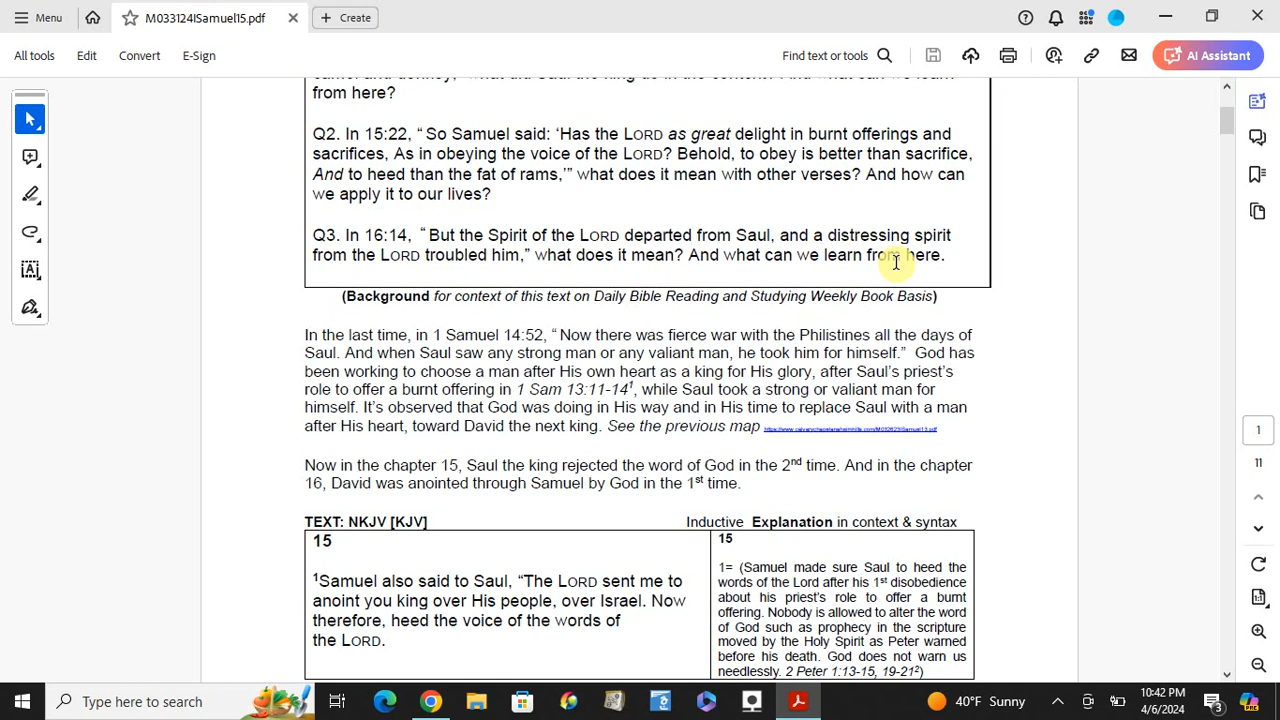 Menu
M033124ISamuel15.pdf
Create
All tools
Edit
Convert
E-Sign
Find text or tools
AI Assistant
from here?
Q2. In 15:22, “ So Samuel said: ‘Has the LORD as great delight in burnt offerings and
sacrifices, As in obeying the voice of the LORD? Behold, to obey is better than sacrifice,
And to heed than the fat of rams,’” what does it mean with other verses? And how can
we apply it to our lives?
Q3. In 16:14, “ But the Spirit of the LORD departed from Saul, and a distressing spirit
from the LORD troubled him,” what does it mean? And what can we learn from here.
(Background for context of this text on Daily Bible Reading and Studying Weekly Book Basis)
In the last time, in 1 Samuel 14:52, “ Now there was fierce war with the Philistines all the days of
Saul. And when Saul saw any strong man or any valiant man, he took him for himself.” God has
been working to choose a man after His own heart as a king for His glory, after Saul’s priest’s
role to offer a burnt offering in 1 Sam 13:11-14¹, while Saul took a strong or valiant man for
himself. It’s observed that God was doing in His way and in His time to replace Saul with a man
after His heart, toward David the next king. See the previous map
Now in the chapter 15, Saul the king rejected the word of God in the 2nd time. And in the chapter
16, David was anointed through Samuel by God in the 1st time.
TEXT: NKJV [KJV] Inductive Explanation in context & syntax
15
¹Samuel also said to Saul, “The LORD sent me to
anoint you king over His people, over Israel. Now
therefore, heed the voice of the words of
the LORD.
15
1= (Samuel made sure Saul to heed the
words of the Lord after his 1st disobedience
about his priest’s role to offer a burnt
offering. Nobody is allowed to alter the word
of God such as prophecy in the scripture
moved by the Holy Spirit as Peter warned
before his death. God does not warn us
needlessly. 2 Peter 1:13-15, 19-21²)
1
11
Type here to search
40°F Sunny
10:42 PM
4/6/2024
3